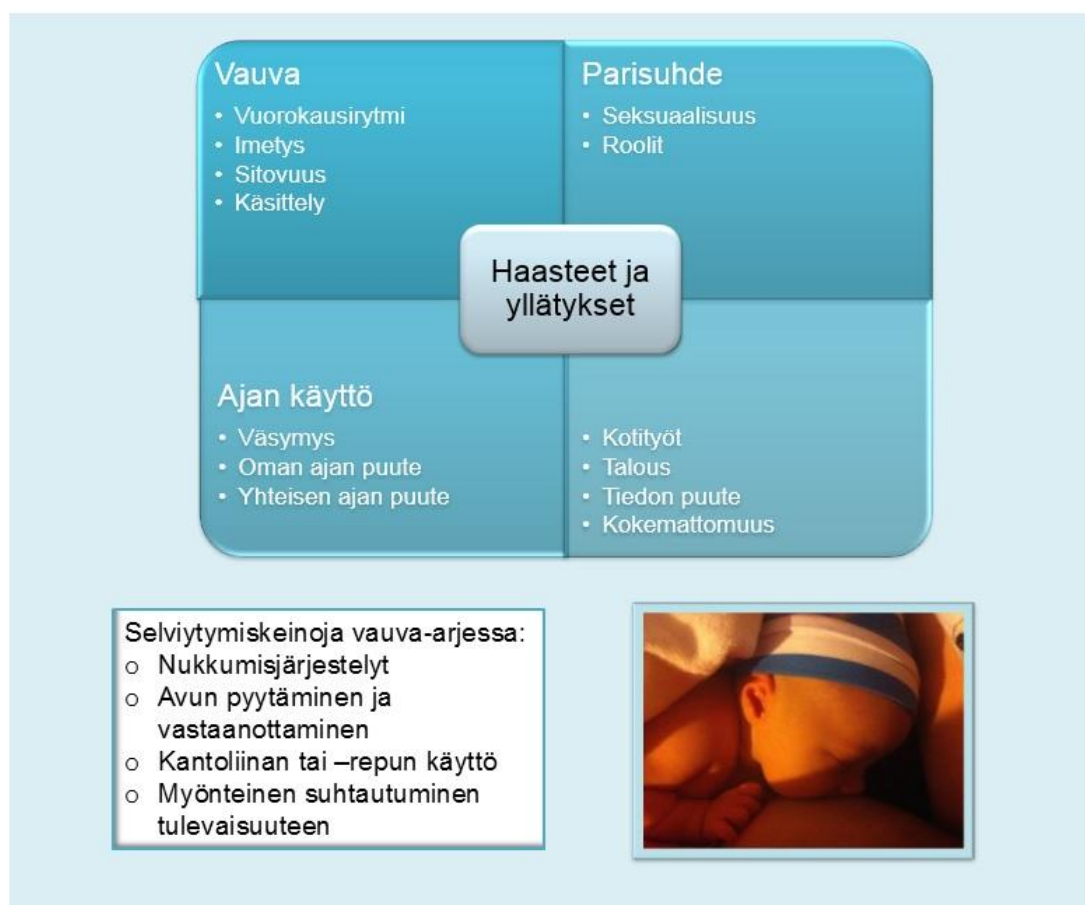 Vauva
• Vuorokausirytmi
• Imetys
• Sitovuus
• Käsittely
Parisuhde
• Seksuaalisuus
• Roolit
Haasteet ja
yllätykset
Ajan käyttö
• Väsymys
• Oman ajan puute
• Yhteisen ajan puute
• Kotityöt
• Talous
• Tiedon puute
• Kokemattomuus
Selviytymiskeinoja vauva-arjessa:
o Nukkumisjärjestelyt
o Avun pyytäminen ja
vastaanottaminen
o Kantoliinan tai –repun käyttö
o Myönteinen suhtautuminen
tulevaisuuteen